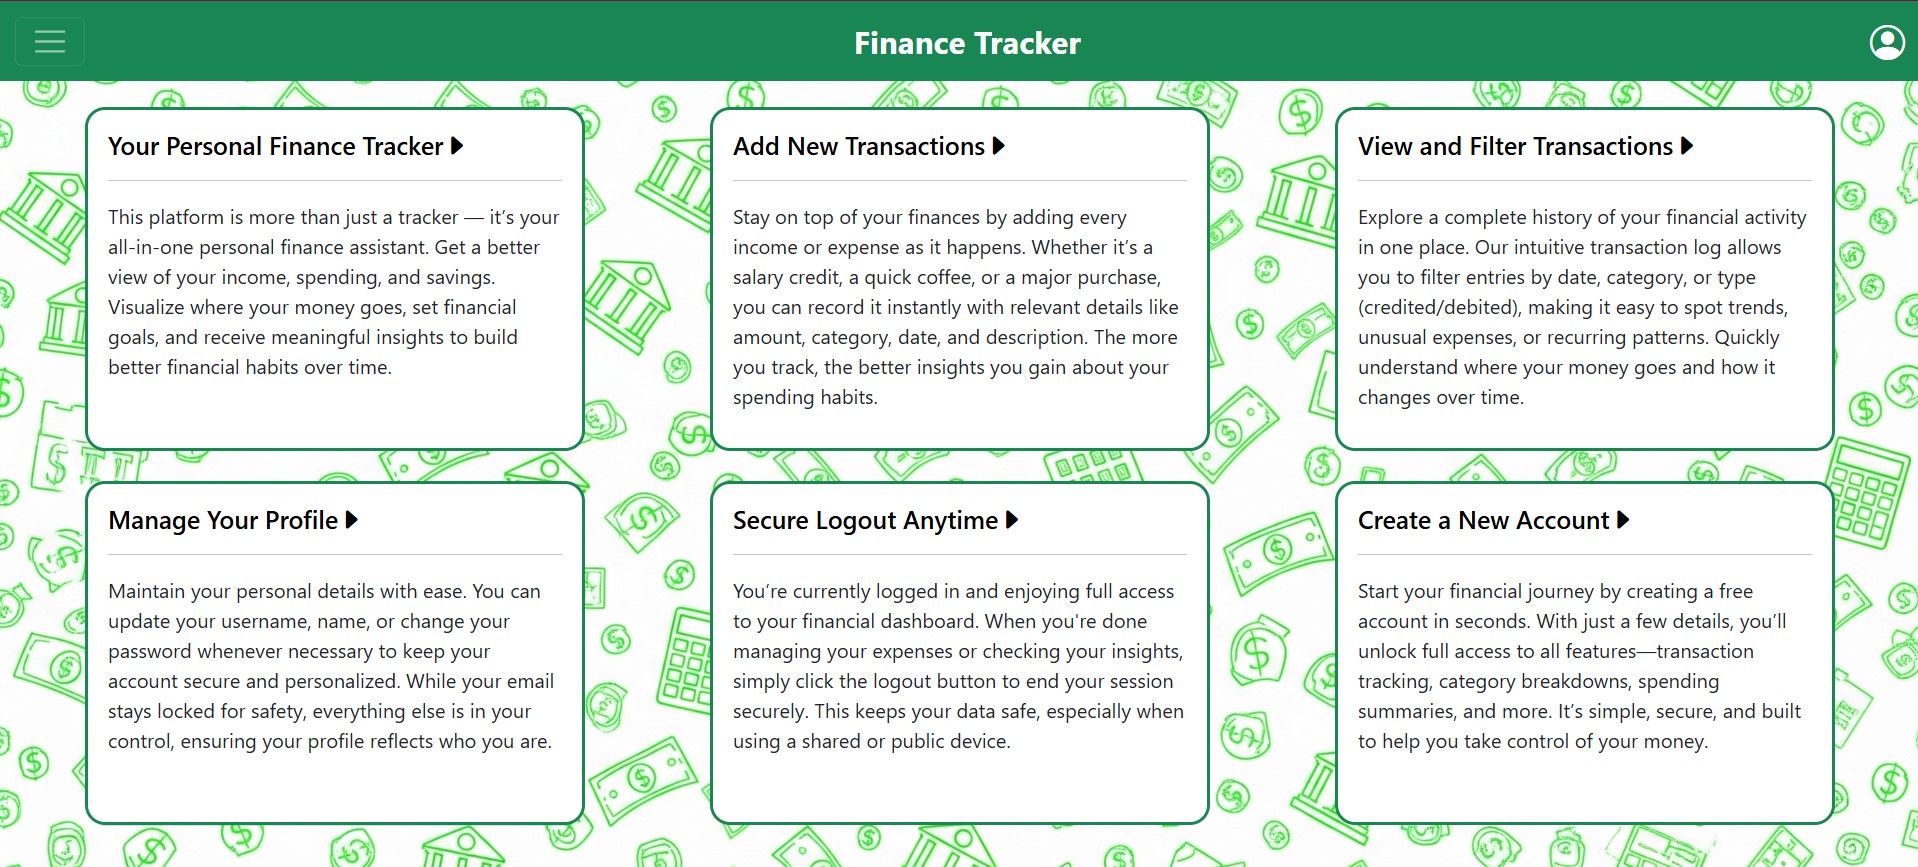 Finance Tracker
Your Personal Finance Tracker
This platform is more than just a tracker — it’s your
all-in-one personal finance assistant. Get a better
view of your income, spending, and savings.
Visualize where your money goes, set financial
goals, and receive meaningful insights to build
better financial habits over time.
Add New Transactions
Stay on top of your finances by adding every
income or expense as it happens. Whether it’s a
salary credit, a quick coffee, or a major purchase,
you can record it instantly with relevant details like
amount, category, date, and description. The more
you track, the better insights you gain about your
spending habits.
View and Filter Transactions
Explore a complete history of your financial activity
in one place. Our intuitive transaction log allows
you to filter entries by date, category, or type
(credited/debited), making it easy to spot trends,
unusual expenses, or recurring patterns. Quickly
understand where your money goes and how it
changes over time.
Manage Your Profile
Maintain your personal details with ease. You can
update your username, name, or change your
password whenever necessary to keep your
account secure and personalized. While your email
stays locked for safety, everything else is in your
control, ensuring your profile reflects who you are.
Secure Logout Anytime
You’re currently logged in and enjoying full access
to your financial dashboard. When you're done
managing your expenses or checking your insights,
simply click the logout button to end your session
securely. This keeps your data safe, especially when
using a shared or public device.
Create a New Account
Start your financial journey by creating a free
account in seconds. With just a few details, you’ll
unlock full access to all features—transaction
tracking, category breakdowns, spending
summaries, and more. It’s simple, secure, and built
to help you take control of your money.